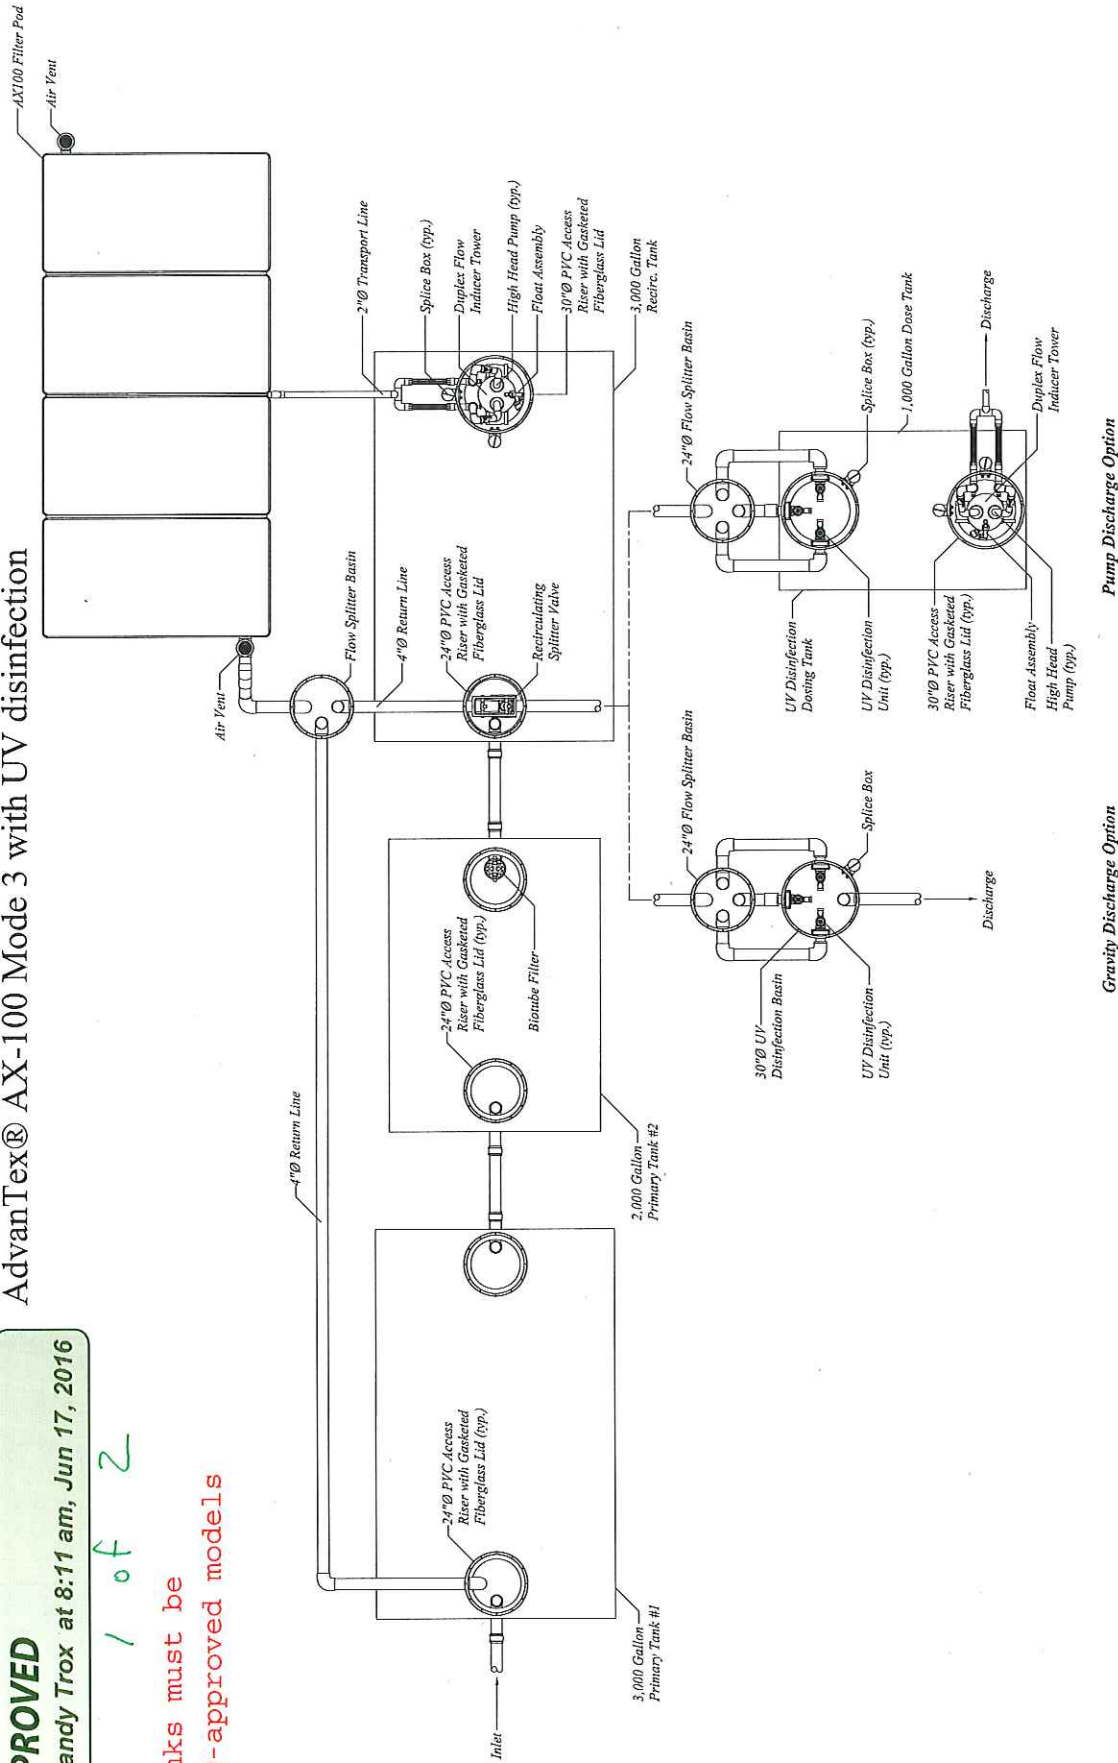 AdvanTex® AX-100 Mode 3 with UV disinfection
PROVED
andy Trox at 8:11 am, Jun 17, 2016
1 of 2
must be
-approved models
AX100 Filter Pod
Air Vent
Air Vent
Flow Splitter Basin
4"Ø Return Line
4"Ø Return Line
2"Ø Transport Line
Splice Box (typ.)
Duplex Flow
Inducer Tower
High Head Pump (typ.)
Float Assembly
30"Ø PVC Access
Riser with Gasketed
Fiberglass Lid
3,000 Gallon
Recirc. Tank
24"Ø PVC Access
Riser with Gasketed
Fiberglass Lid
Recirculating
Splitter Valve
24"Ø PVC Access
Riser with Gasketed
Fiberglass Lid (typ.)
Biotube Filter
2,000 Gallon
Primary Tank #2
24"Ø PVC Access
Riser with Gasketed
Fiberglass Lid (typ.)
3,000 Gallon
Primary Tank #1
Inlet
24"Ø Flow Splitter Basin
Splice Box
30"Ø UV
Disinfection Basin
UV Disinfection
Unit (typ.)
Discharge
Gravity Discharge Option
24"Ø Flow Splitter Basin
Splice Box (typ.)
1,000 Gallon Dose Tank
UV Disinfection
Dosing Tank
UV Disinfection
Unit (typ.)
30"Ø PVC Access
Riser with Gasketed
Fiberglass Lid (typ.)
Float Assembly
High Head
Pump (typ.)
Discharge
Duplex Flow
Inducer Tower
Pump Discharge Option